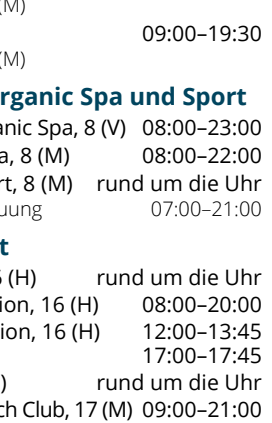 (M)
09:00–19:30
(M)
rganic Spa und Sport
anic Spa, 8 (V) 08:00–23:00
a, 8 (M) 08:00–22:00
rt, 8 (M) rund um die Uhr
uung 07:00–21:00
t
(H) rund um die Uhr
ion, 16 (H) 08:00–20:00
ion, 16 (H) 12:00–13:45
17:00–17:45
) rund um die Uhr
ch Club, 17 (M) 09:00–21:00